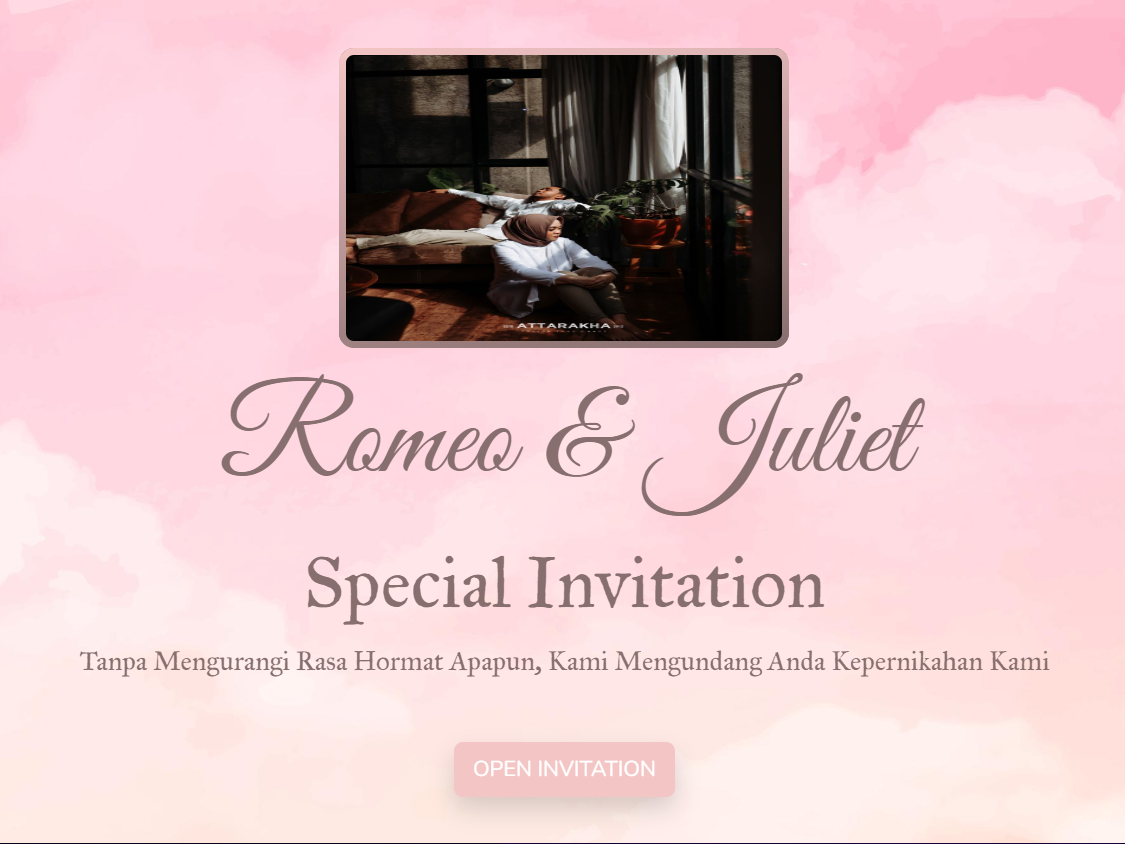 ATTARAKHA
Romeo & Juliet
Special Invitation
Tanpa Mengurangi Rasa Hormat Apapun, Kami Mengundang Anda Kepernikahan Kami
OPEN INVITATION